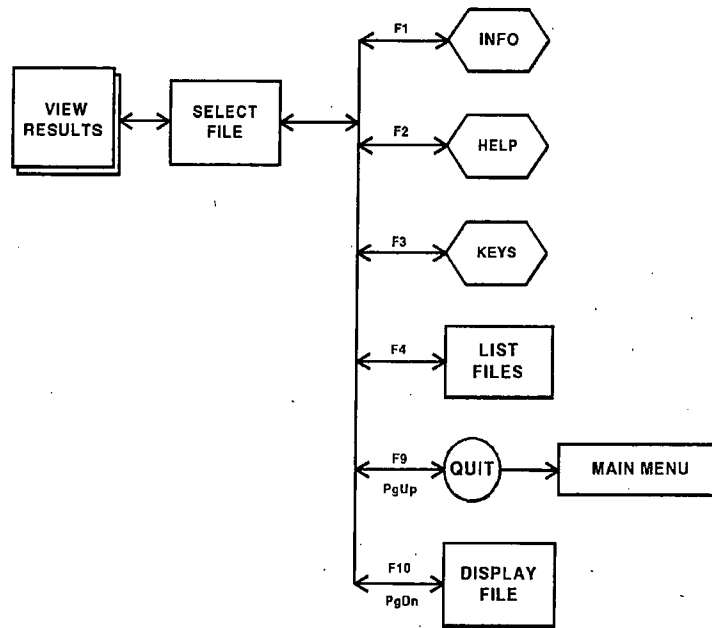 F1
INFO
VIEW
RESULTS
SELECT
FILE
F2
HELP
F3
KEYS
F4
LIST
FILES
F9
PgUp
QUIT
MAIN MENU
F10
PgDn
DISPLAY
FILE